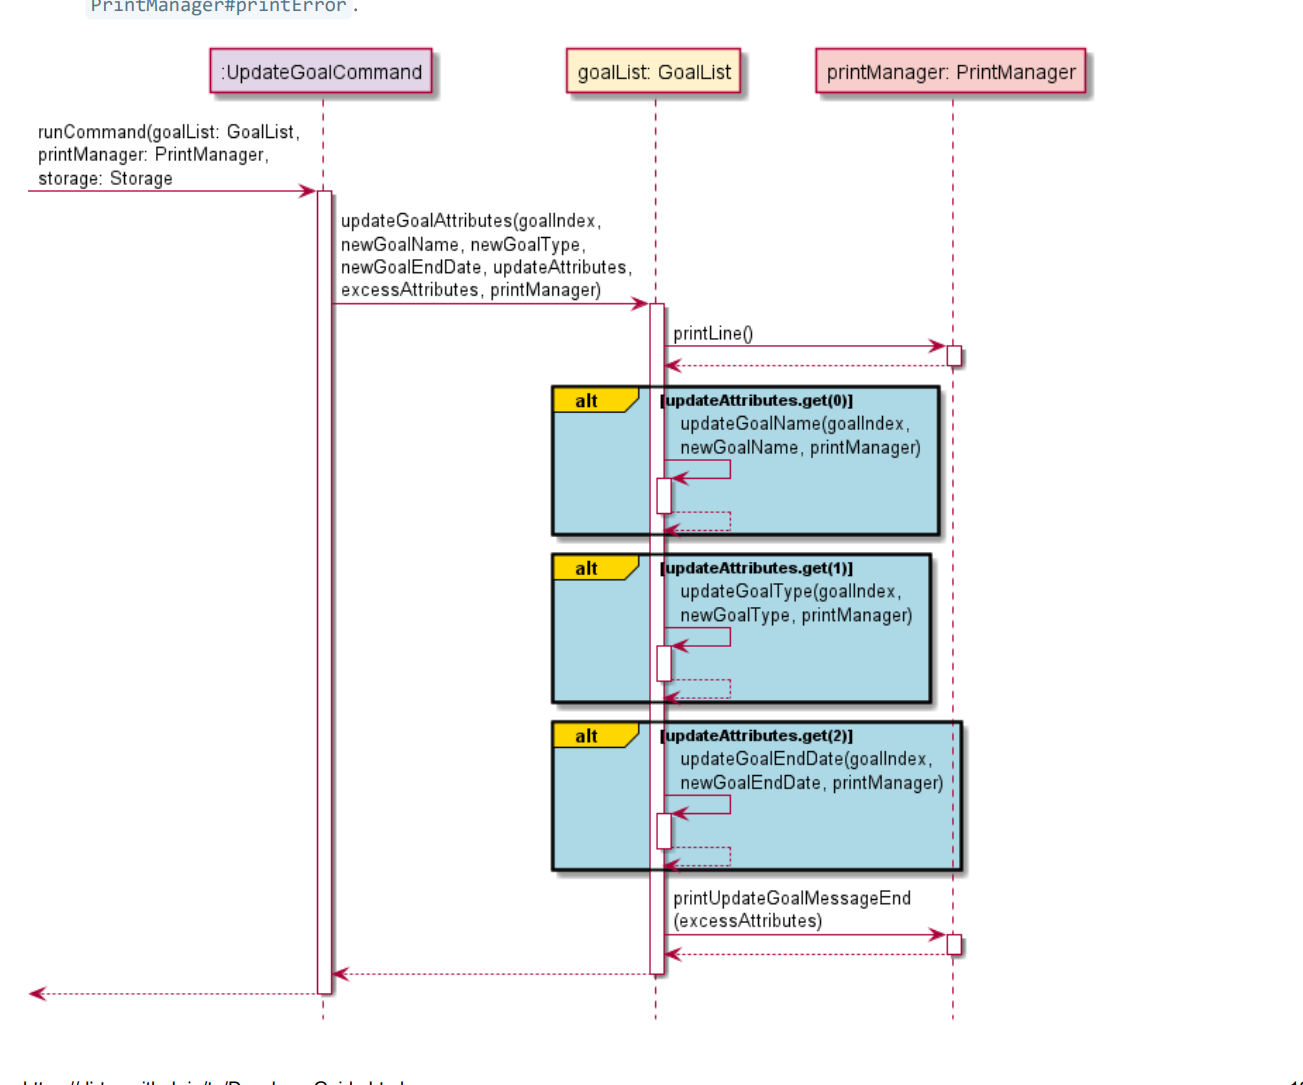 PrintManager#printError.
:UpdateGoalCommand
goalList: GoalList
printManager: PrintManager
runCommand(goalList: GoalList,
printManager: PrintManager,
storage: Storage
updateGoalAttributes(goalIndex,
newGoalName, newGoalType,
newGoalEndDate, updateAttributes,
excessAttributes, printManager)
printLine()
alt
[updateAttributes.get(0)]
updateGoalName(goalIndex,
newGoalName, printManager)
alt
[updateAttributes.get(1)]
updateGoalType(goalIndex,
newGoalType, printManager)
alt
[updateAttributes.get(2)]
updateGoalEndDate(goalIndex,
newGoalEndDate, printManager)
printUpdateGoalMessageEnd
(excessAttributes)